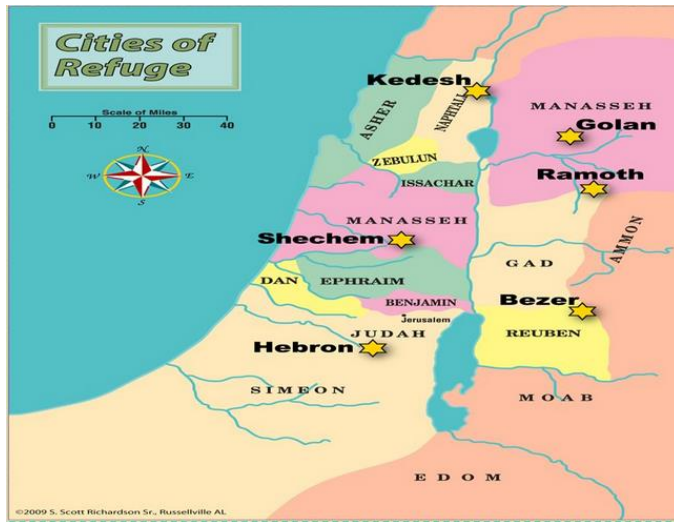 Cities of
Refuge
Scale of Miles
0 10 20 30 40
N
W E
S
Kedesh
ASHER
NAPHTALI
MANASSEH
Golan
ZEBULUN
ISSACHAR
Ramoth
MANASSEH
AMMON
Shechem
GAD
DAN
EPHRAIM
BENJAMIN
Bezer
Jerusalem
JUDAH
REUBEN
Hebron
SIMEON
MOAB
EDOM
©2009 S. Scott Richardson Sr., Russellville AL